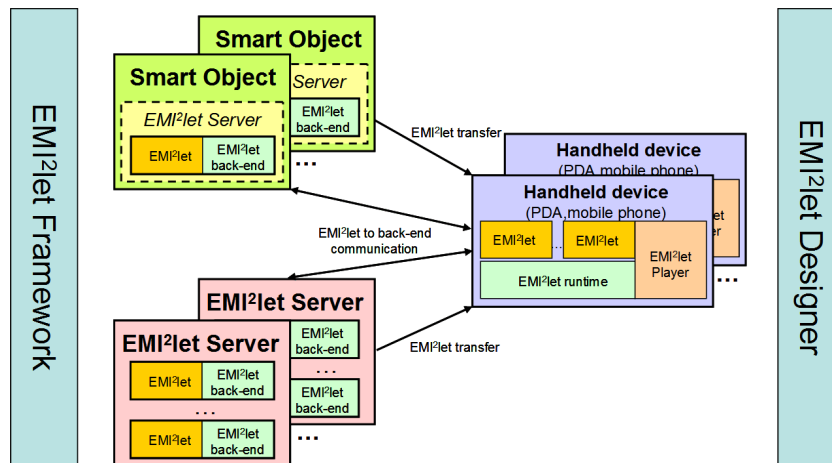 EMI²let Framework
Smart Object
Server
EMI²let
back-end
...
Smart Object
EMI²let Server
EMI²let
EMI²let
back-end
EMI²let transfer
EMI²let to back-end
communication
Handheld device
(PDA,mobile phone)
Handheld device
(PDA,mobile phone)
EMI²let
...
EMI²let
EMI²let
Player
EMI²let runtime
...
EMI²let Server
EMI²let
back-end
...
EMI²let
back-end
...
EMI²let Server
EMI²let
EMI²let
back-end
...
EMI²let
EMI²let
back-end
EMI²let transfer
EMI²let Designer